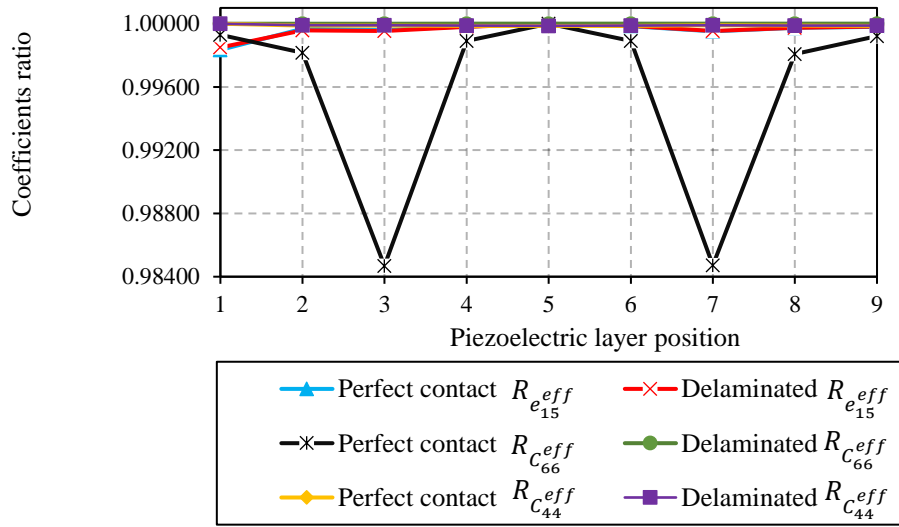 Coefficients ratio
1.00000
0.99600
0.99200
0.98800
0.98400
1 2 3 4 5 6 7 8 9
Piezoelectric layer position
Perfect contact R_{e_{15}^{eff}} Delaminated R_{e_{15}^{eff}}
Perfect contact R_{C_{66}^{eff}} Delaminated R_{C_{66}^{eff}}
Perfect contact R_{C_{44}^{eff}} Delaminated R_{C_{44}^{eff}}